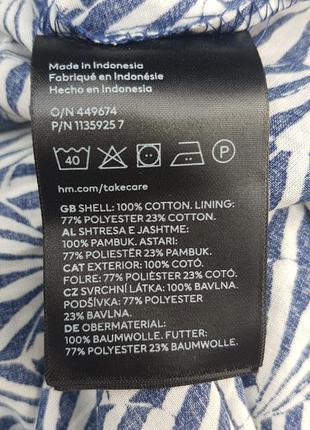 Made in Indonesia
Fabriqué en Indonésie
Hecho en Indonesia
O/N 449674
P/N 1135925 7
40 P
hm.com/takecare
GB SHELL: 100% COTTON. LINING:
77% POLYESTER 23% COTTON.
AL SHTRESA E JASHTME:
100% PAMBUK. ASTARI:
77% POLIESTËR 23% PAMBUK.
CAT EXTERIOR: 100% COTÓ.
FOLRE: 77% POLIÈSTER 23% COTÓ.
CZ SVRCHNÍ LÁTKA: 100% BAVLNA.
PODŠÍVKA: 77% POLYESTER
23% BAVLNA.
DE OBERMATERIAL:
100% BAUMWOLLE. FUTTER:
77% POLYESTER 23% BAUMWOLLE.